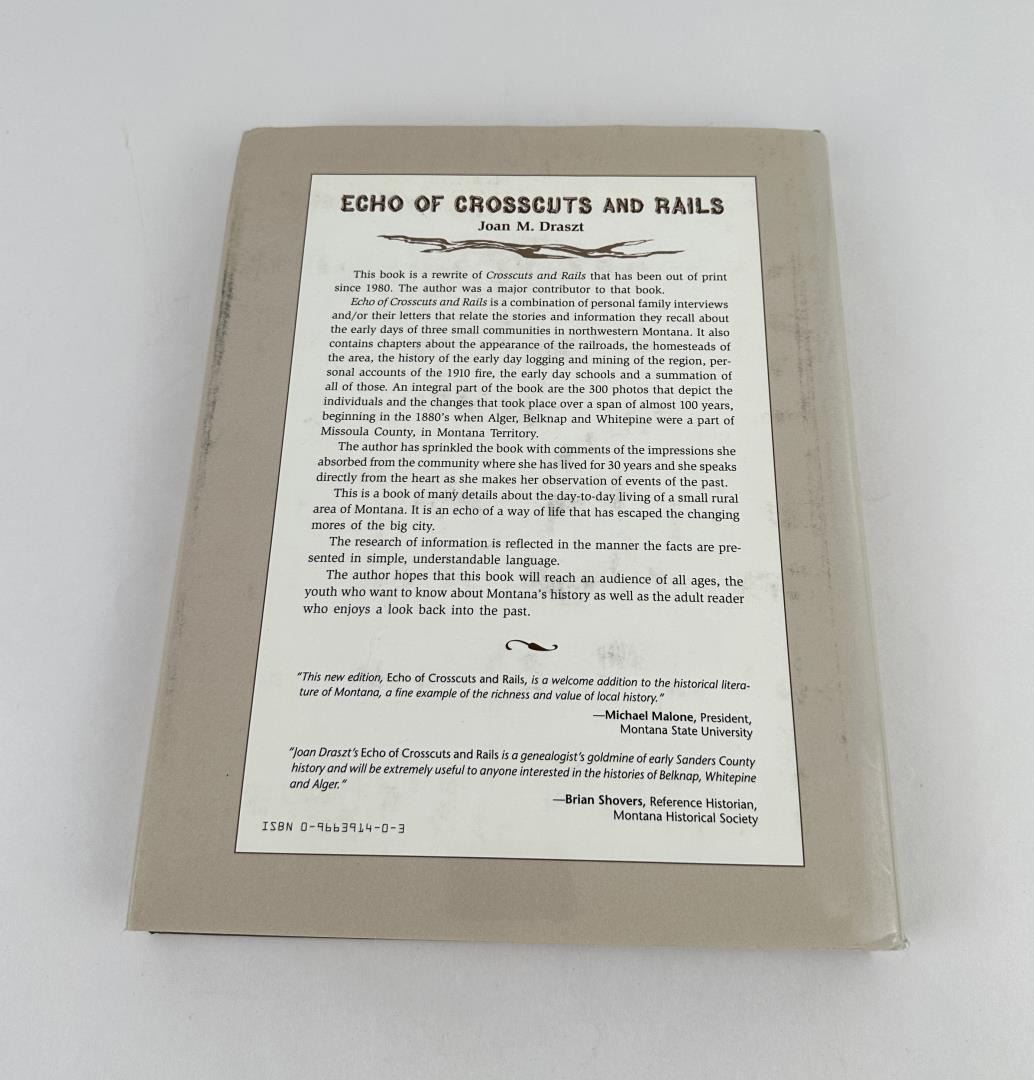 ECHO OF CROSSCUTS AND RAILS
Joan M. Draszt
This book is a rewrite of Crosscuts and Rails that has been out of print
since 1980. The author was a major contributor to that book.
Echo of Crosscuts and Rails is a combination of personal family interviews
and/or their letters that relate the stories and information they recall about
the early days of three small communities in northwestern Montana. It also
contains chapters about the appearance of the railroads, the homesteads of
the area, the history of the early day logging and mining of the region, per-
sonal accounts of the 1910 fire, the early day schools and a summation of
all of those. An integral part of the book are the 300 photos that depict the
individuals and the changes that took place over a span of almost 100 years,
beginning in the 1880's when Alger, Belknap and Whitepine were a part of
Missoula County, in Montana Territory.
The author has sprinkled the book with comments of the impressions she
absorbed from the community where she has lived for 30 years and she speaks
directly from the heart as she makes her observation of events of the past.
This is a book of many details about the day-to-day living of a small rural
area of Montana. It is an echo of a way of life that has escaped the changing
mores of the big city.
The research of information is reflected in the manner the facts are pre-
sented in simple, understandable language.
The author hopes that this book will reach an audience of all ages, the
youth who want to know about Montana's history as well as the adult reader
who enjoys a look back into the past.
"This new edition, Echo of Crosscuts and Rails, is a welcome addition to the historical litera-
ture of Montana, a fine example of the richness and value of local history."
—Michael Malone, President,
Montana State University
"Joan Draszt's Echo of Crosscuts and Rails is a genealogist's goldmine of early Sanders County
history and will be extremely useful to anyone interested in the histories of Belknap, Whitepine
and Alger."
—Brian Shovers, Reference Historian,
Montana Historical Society
ISBN 0-9663914-0-3